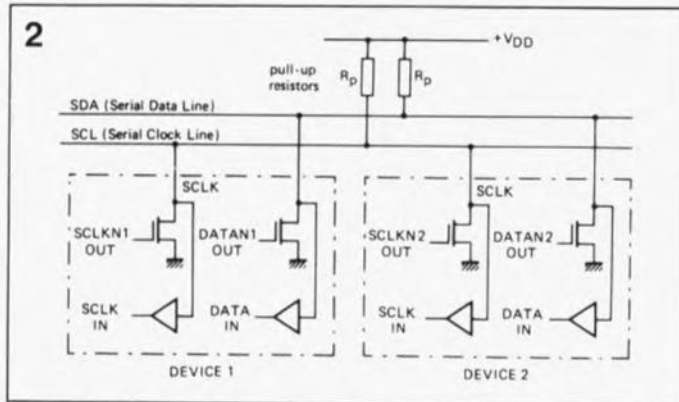 2
+VDD
pull-up
resistors
Rp
Rp
SDA (Serial Data Line)
SCL (Serial Clock Line)
SCLK
SCLK
SCLKN1
OUT
DATAN1
OUT
SCLKN2
OUT
DATAN2
OUT
SCLK
IN
DATA
IN
SCLK
IN
DATA
IN
DEVICE 1
DEVICE 2